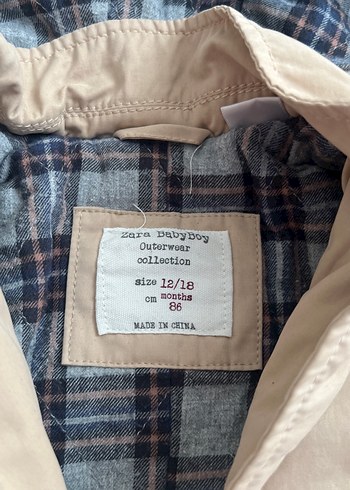 Zara BabyBoy
Outerwear
collection
size 12/18
cm months
86
MADE IN CHINA